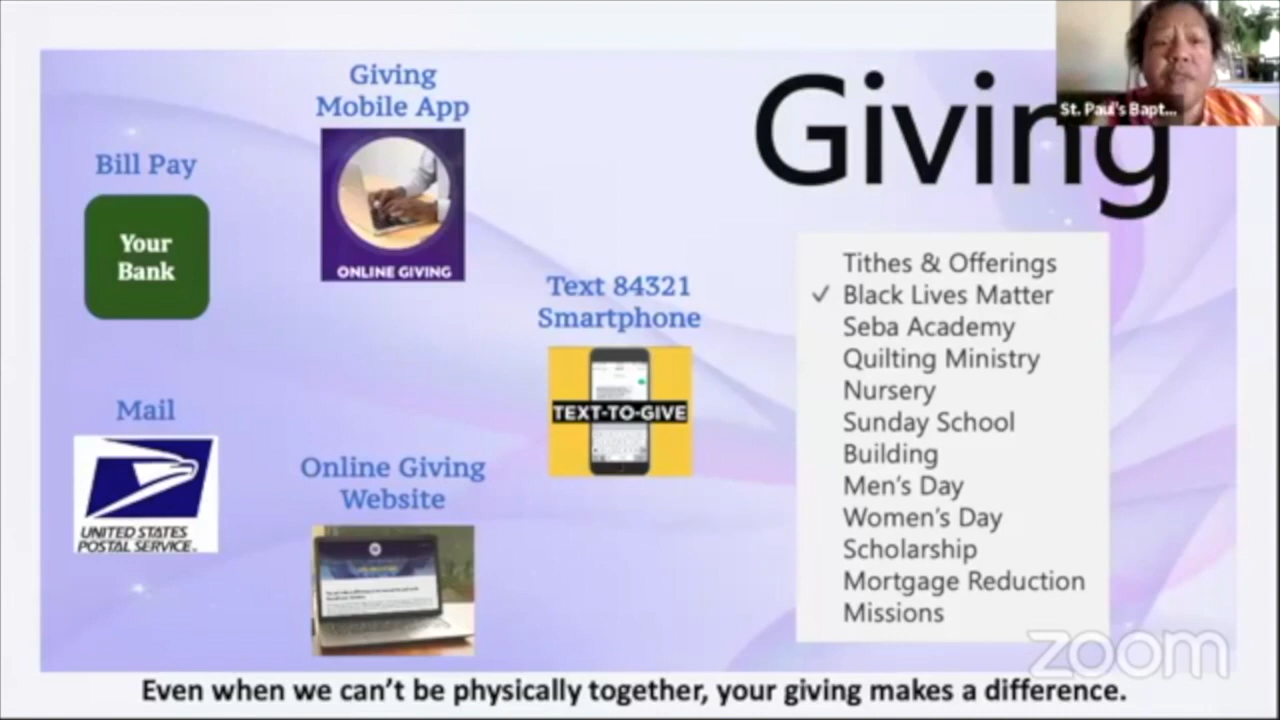 Giving
Mobile App
ONLINE GIVING
Bill Pay
Your
Bank
Text 84321
Smartphone
TEXT-TO-GIVE
Mail
UNITED STATES
POSTAL SERVICE
Online Giving
Website
Giving
St. Paul's Bapt...
Tithes & Offerings
✓ Black Lives Matter
Seba Academy
Quilting Ministry
Nursery
Sunday School
Building
Men's Day
Women's Day
Scholarship
Mortgage Reduction
Missions
zoom
Even when we can't be physically together, your giving makes a difference.